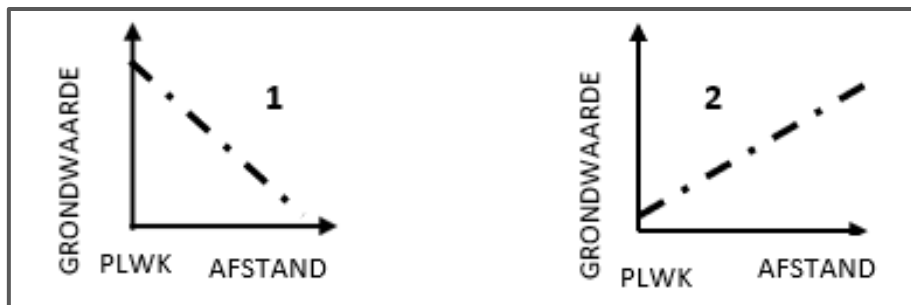 GRONDWAARDE
1
PLWK
AFSTAND
GRONDWAARDE
2
PLWK
AFSTAND